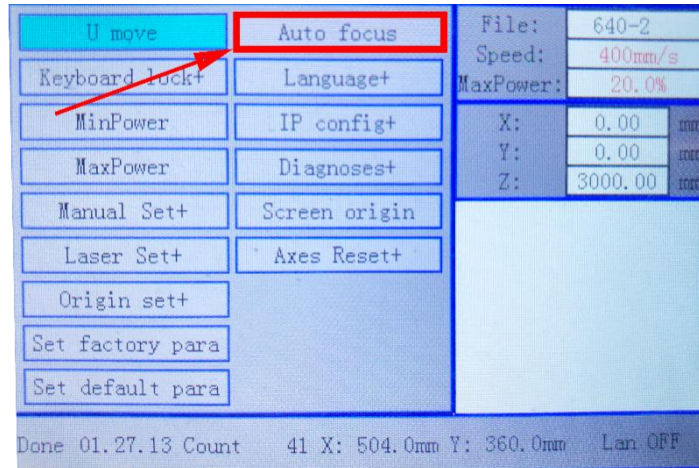 U move
Auto focus
Keyboard lock+
Language+
MinPower
IP config+
MaxPower
Diagnoses+
Manual Set+
Screen origin
Laser Set+
Axes Reset+
Origin set+
Set factory para
Set default para
File: 640-2
Speed: 400mm/s
MaxPower: 20.0%
X: 0.00 mm
Y: 0.00 mm
Z: 3000.00 mm
Done 01.27.13 Count 41 X: 504.0mm Y: 360.0mm Lan OFF